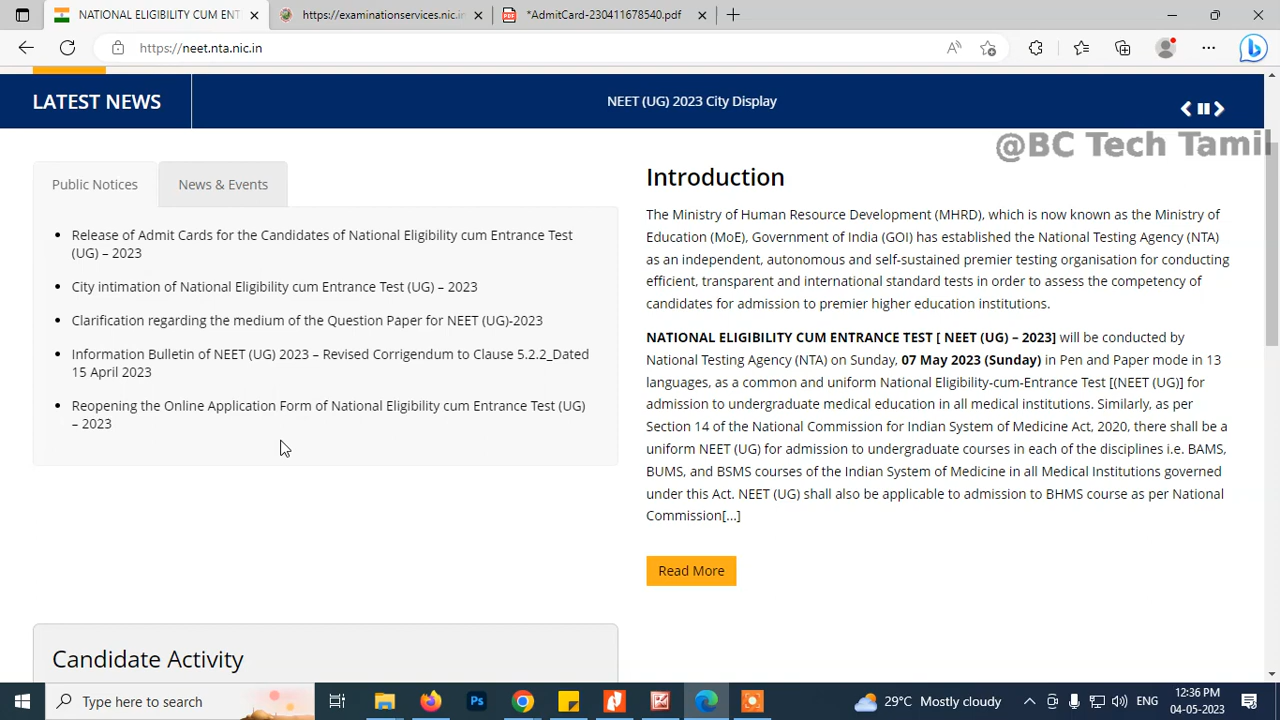 NATIONAL ELIGIBILITY CUM ENT
https://examinationservices.nic.in
*AdmitCard-230411678540.pdf
https://neet.nta.nic.in
LATEST NEWS
NEET (UG) 2023 City Display
@BC Tech Tamil
Public Notices
News & Events
Release of Admit Cards for the Candidates of National Eligibility cum Entrance Test
(UG) – 2023
City intimation of National Eligibility cum Entrance Test (UG) – 2023
Clarification regarding the medium of the Question Paper for NEET (UG)-2023
Information Bulletin of NEET (UG) 2023 – Revised Corrigendum to Clause 5.2.2_Dated
15 April 2023
Reopening the Online Application Form of National Eligibility cum Entrance Test (UG)
– 2023
Introduction
The Ministry of Human Resource Development (MHRD), which is now known as the Ministry of
Education (MoE), Government of India (GOI) has established the National Testing Agency (NTA)
as an independent, autonomous and self-sustained premier testing organisation for conducting
efficient, transparent and international standard tests in order to assess the competency of
candidates for admission to premier higher education institutions.
NATIONAL ELIGIBILITY CUM ENTRANCE TEST [ NEET (UG) – 2023] will be conducted by
National Testing Agency (NTA) on Sunday, 07 May 2023 (Sunday) in Pen and Paper mode in 13
languages, as a common and uniform National Eligibility-cum-Entrance Test [(NEET (UG)] for
admission to undergraduate medical education in all medical institutions. Similarly, as per
Section 14 of the National Commission for Indian System of Medicine Act, 2020, there shall be a
uniform NEET (UG) for admission to undergraduate courses in each of the disciplines i.e. BAMS,
BUMS, and BSMS courses of the Indian System of Medicine in all Medical Institutions governed
under this Act. NEET (UG) shall also be applicable to admission to BHMS course as per National
Commission[...]
Read More
Candidate Activity
Type here to search
Ps
29°C Mostly cloudy
ENG
12:36 PM
04-05-2023